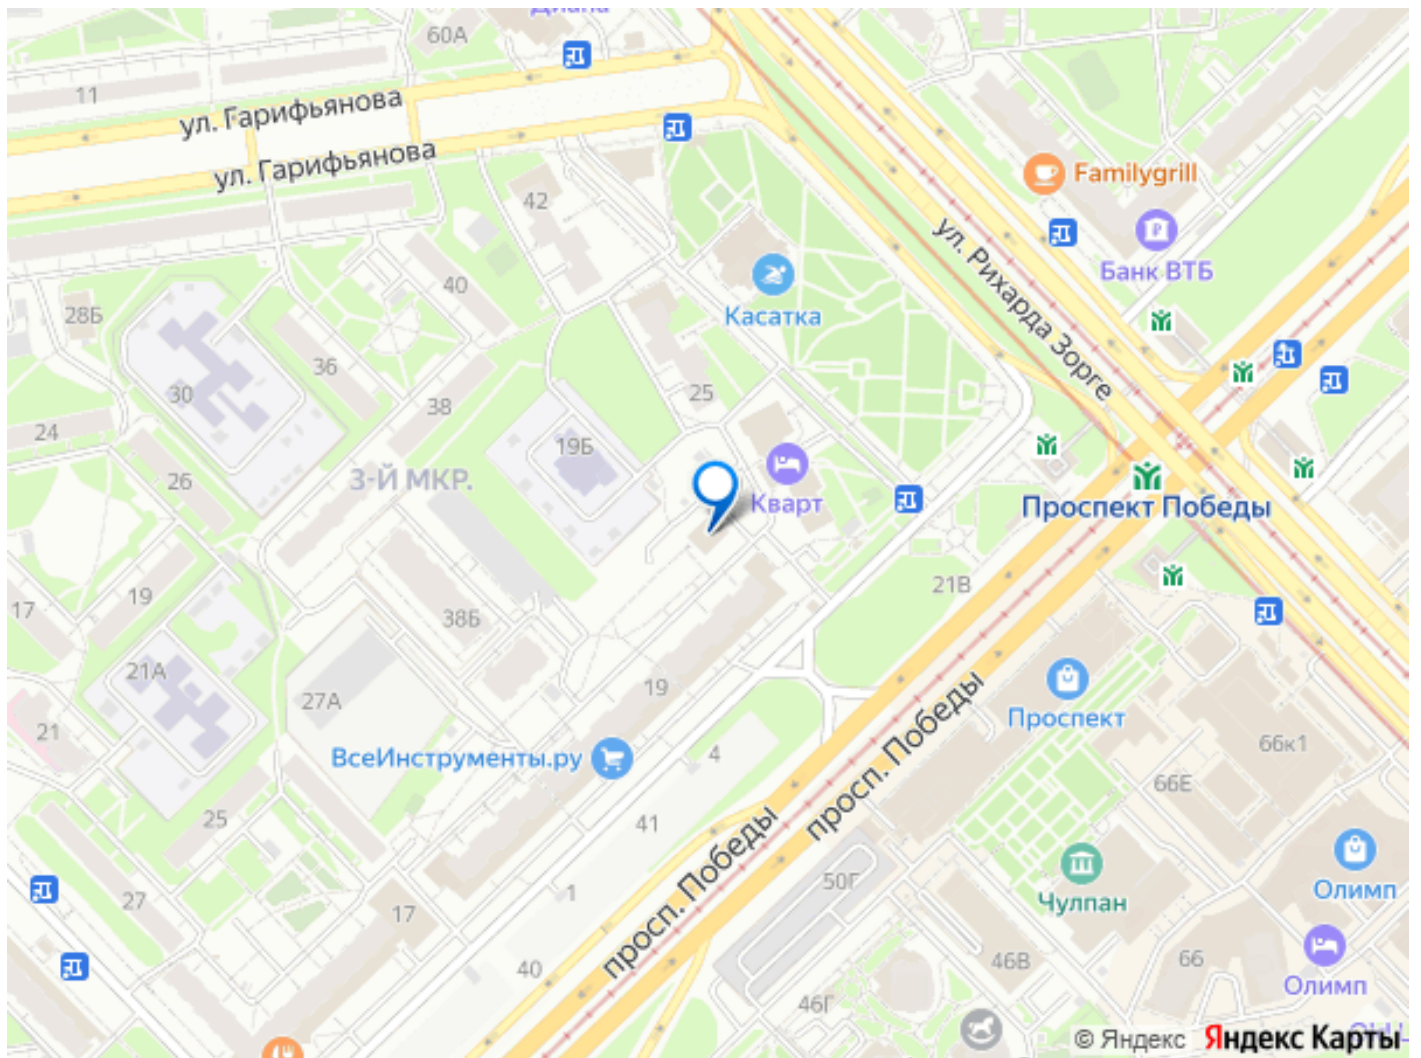 Диана
60А
11
ул. Гарифьянова
ул. Гарифьянова
Familygrill
42
ул. Рихарда Зорге
Банк ВТБ
40
Касатка
28Б
36
30
25
38
24
19Б
26
3-Й МКР.
Кварт
Проспект Победы
21В
17
19
38Б
21А
19
27А
21
Проспект
просп. Победы
66к1
ВсеИнструменты.ру
4
66Е
25
41
просп. Победы
50Г
1
27
17
Чулпан
Олимп
40
46В
66
46Г
Олимп
© Яндекс
Яндекс Карты